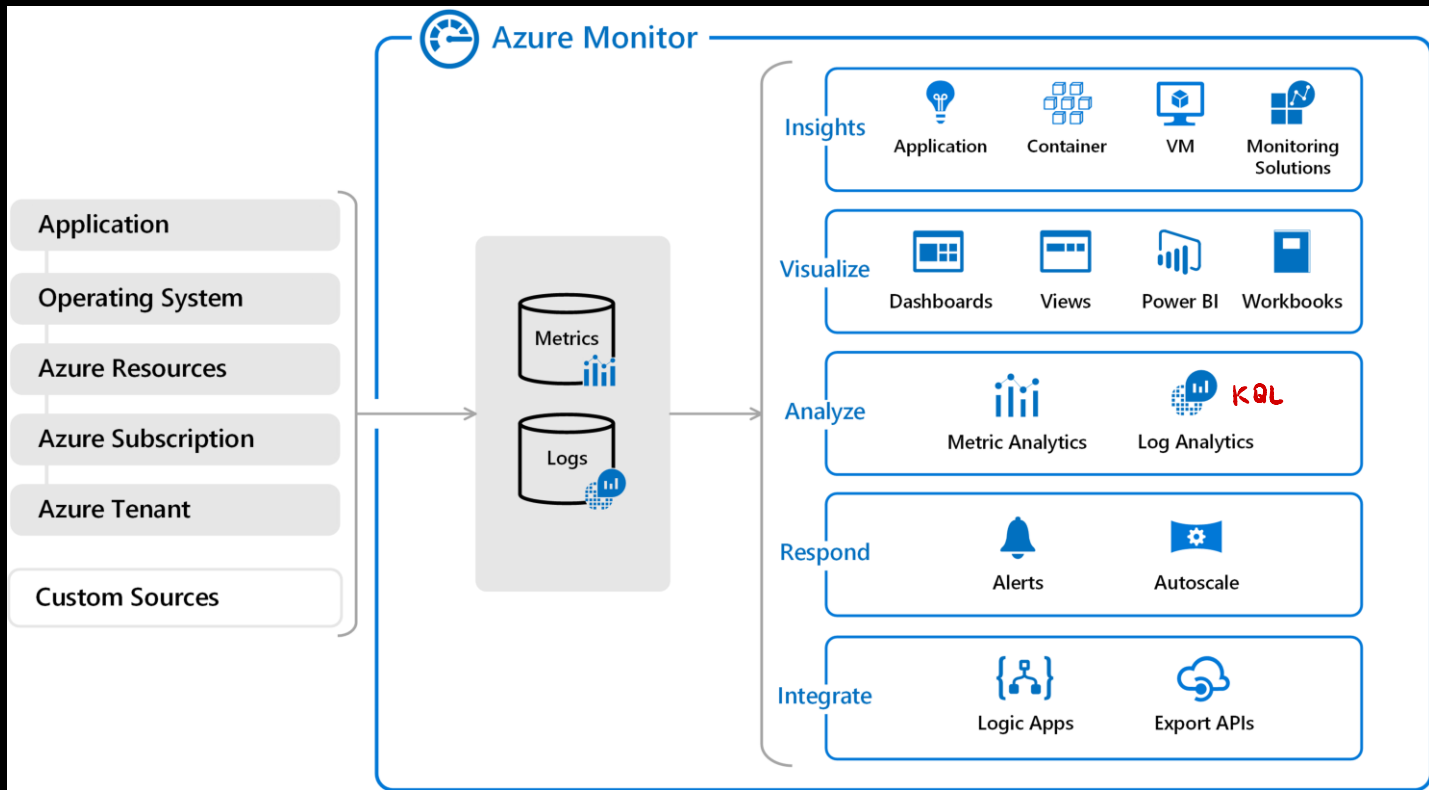 Azure Monitor
Application
Operating System
Azure Resources
Azure Subscription
Azure Tenant
Custom Sources
Metrics
Logs
Insights
Application
Container
VM
Monitoring
Solutions
Visualize
Dashboards
Views
Power BI
Workbooks
Analyze
Metric Analytics
Log Analytics
KQL
Respond
Alerts
Autoscale
Integrate
Logic Apps
Export APIs